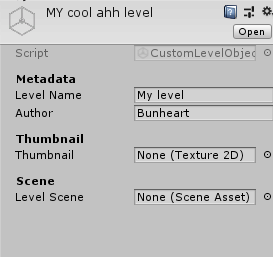 MY cool ahh level
Open
Script CustomLevelObjec
Metadata
Level Name My level
Author Bunheart
Thumbnail
Thumbnail None (Texture 2D)
Scene
Level Scene None (Scene Asset)